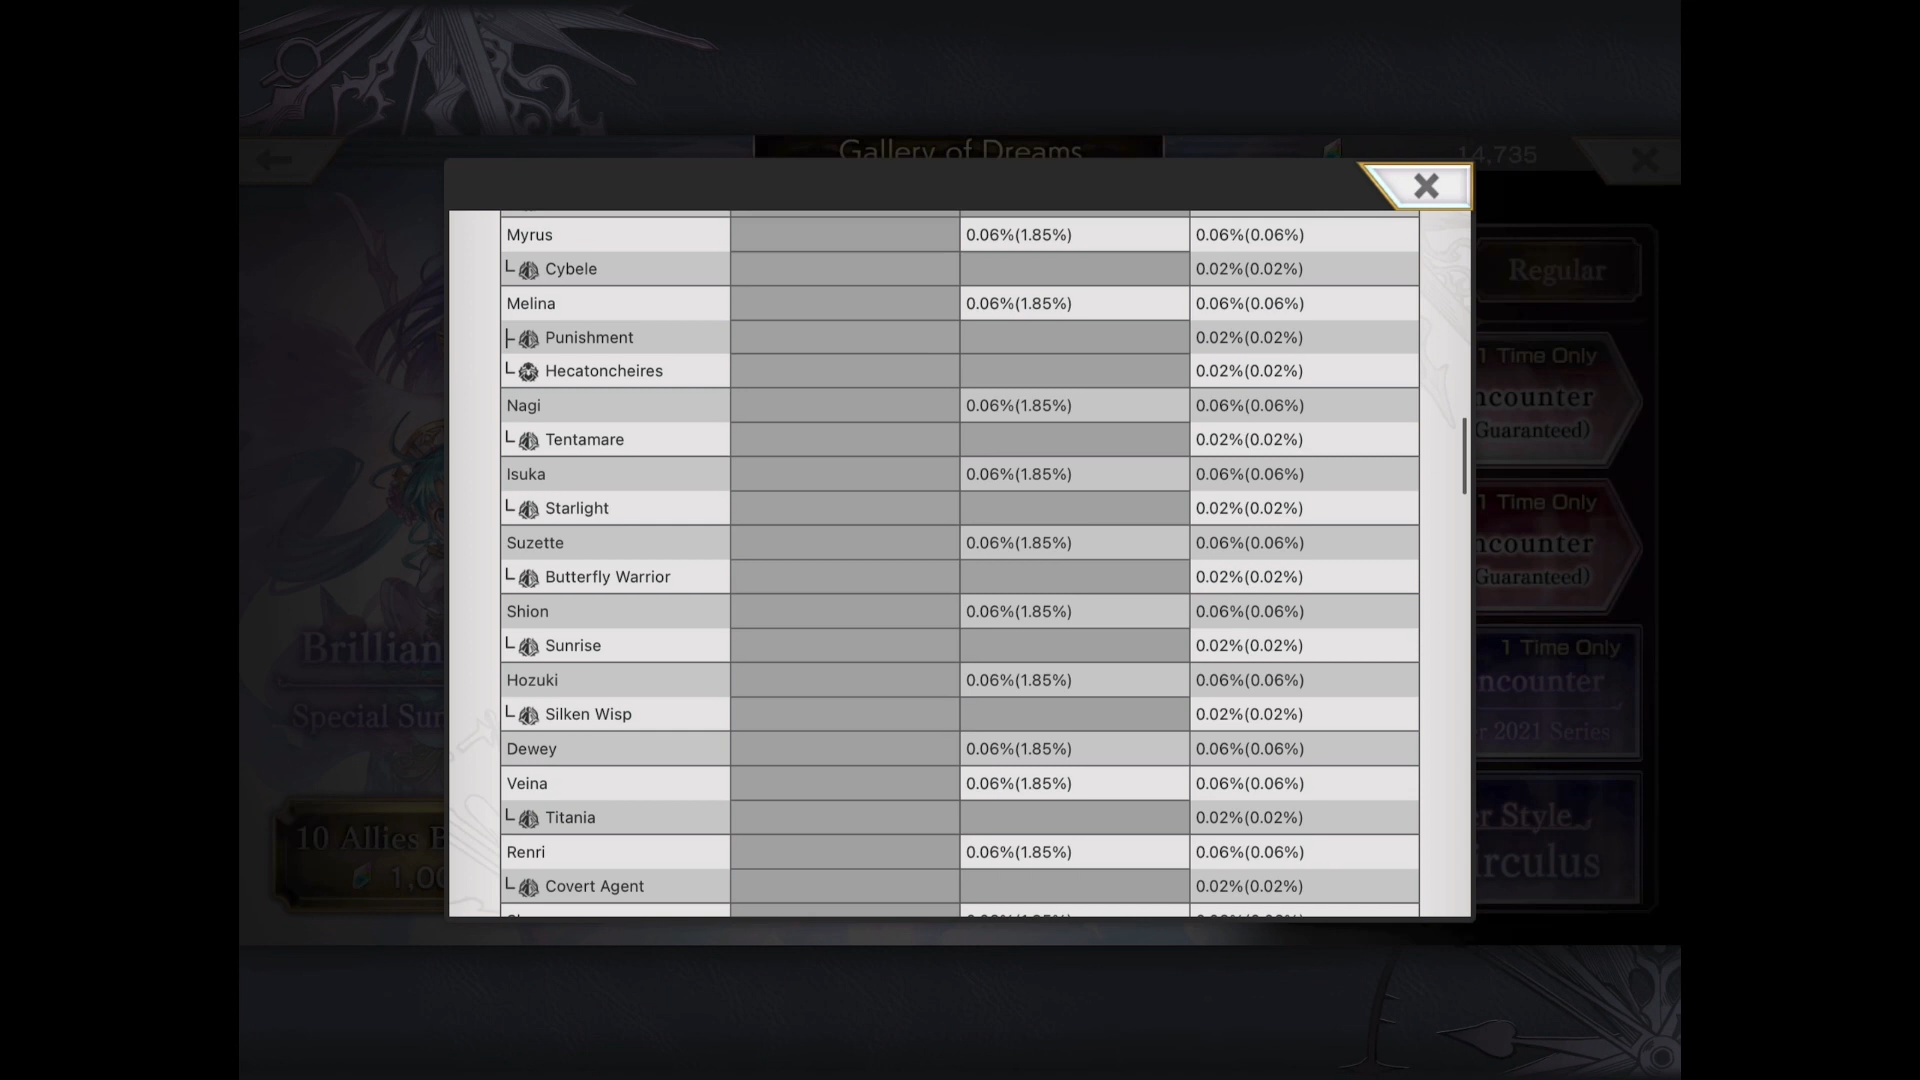 Gallery of Dreams
14,735
Myrus 0.06%(1.85%) 0.06%(0.06%)
Cybele 0.02%(0.02%)
Melina 0.06%(1.85%) 0.06%(0.06%)
Punishment 0.02%(0.02%)
Hecatoncheires 0.02%(0.02%)
Nagi 0.06%(1.85%) 0.06%(0.06%)
Tentamare 0.02%(0.02%)
Isuka 0.06%(1.85%) 0.06%(0.06%)
Starlight 0.02%(0.02%)
Suzette 0.06%(1.85%) 0.06%(0.06%)
Butterfly Warrior 0.02%(0.02%)
Shion 0.06%(1.85%) 0.06%(0.06%)
Sunrise 0.02%(0.02%)
Hozuki 0.06%(1.85%) 0.06%(0.06%)
Silken Wisp 0.02%(0.02%)
Dewey 0.06%(1.85%) 0.06%(0.06%)
Veina 0.06%(1.85%) 0.06%(0.06%)
Titania 0.02%(0.02%)
Renri 0.06%(1.85%) 0.06%(0.06%)
Covert Agent 0.02%(0.02%)
Regular
1 Time Only
ncounter
Guaranteed)
1 Time Only
ncounter
Guaranteed)
1 Time Only
ncounter
r 2021 Series
r Style
irculus
Brillian
Special Sur
10 Allies B
1,00